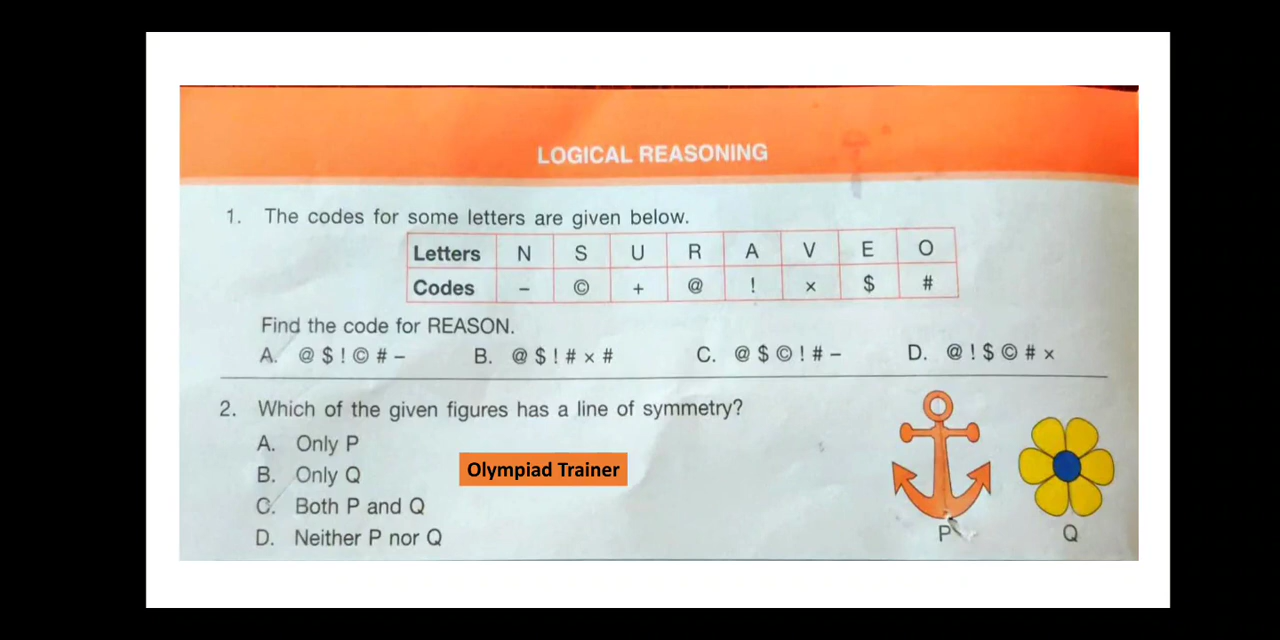 LOGICAL REASONING
1. The codes for some letters are given below.
Letters N S U R A V E O
Codes – © + @ ! × $ #
Find the code for REASON.
A. @ $ ! © # – B. @ $ ! # × # C. @ $ © ! # – D. @ ! $ © # ×
2. Which of the given figures has a line of symmetry?
A. Only P
B. Only Q
Olympiad Trainer
C. Both P and Q
D. Neither P nor Q
P Q